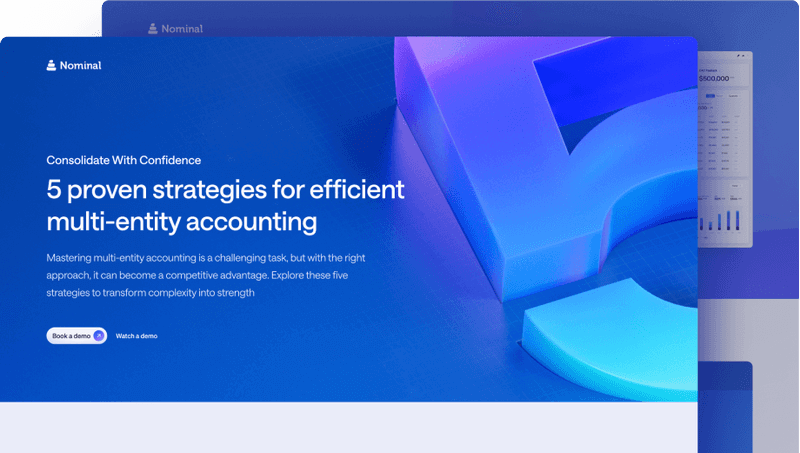 Nominal
Nominal
$500,000
Consolidate With Confidence
5 proven strategies for efficient
multi-entity accounting
Mastering multi-entity accounting is a challenging task, but with the right
approach, it can become a competitive advantage. Explore these five
strategies to transform complexity into strength
Book a demo
Watch a demo